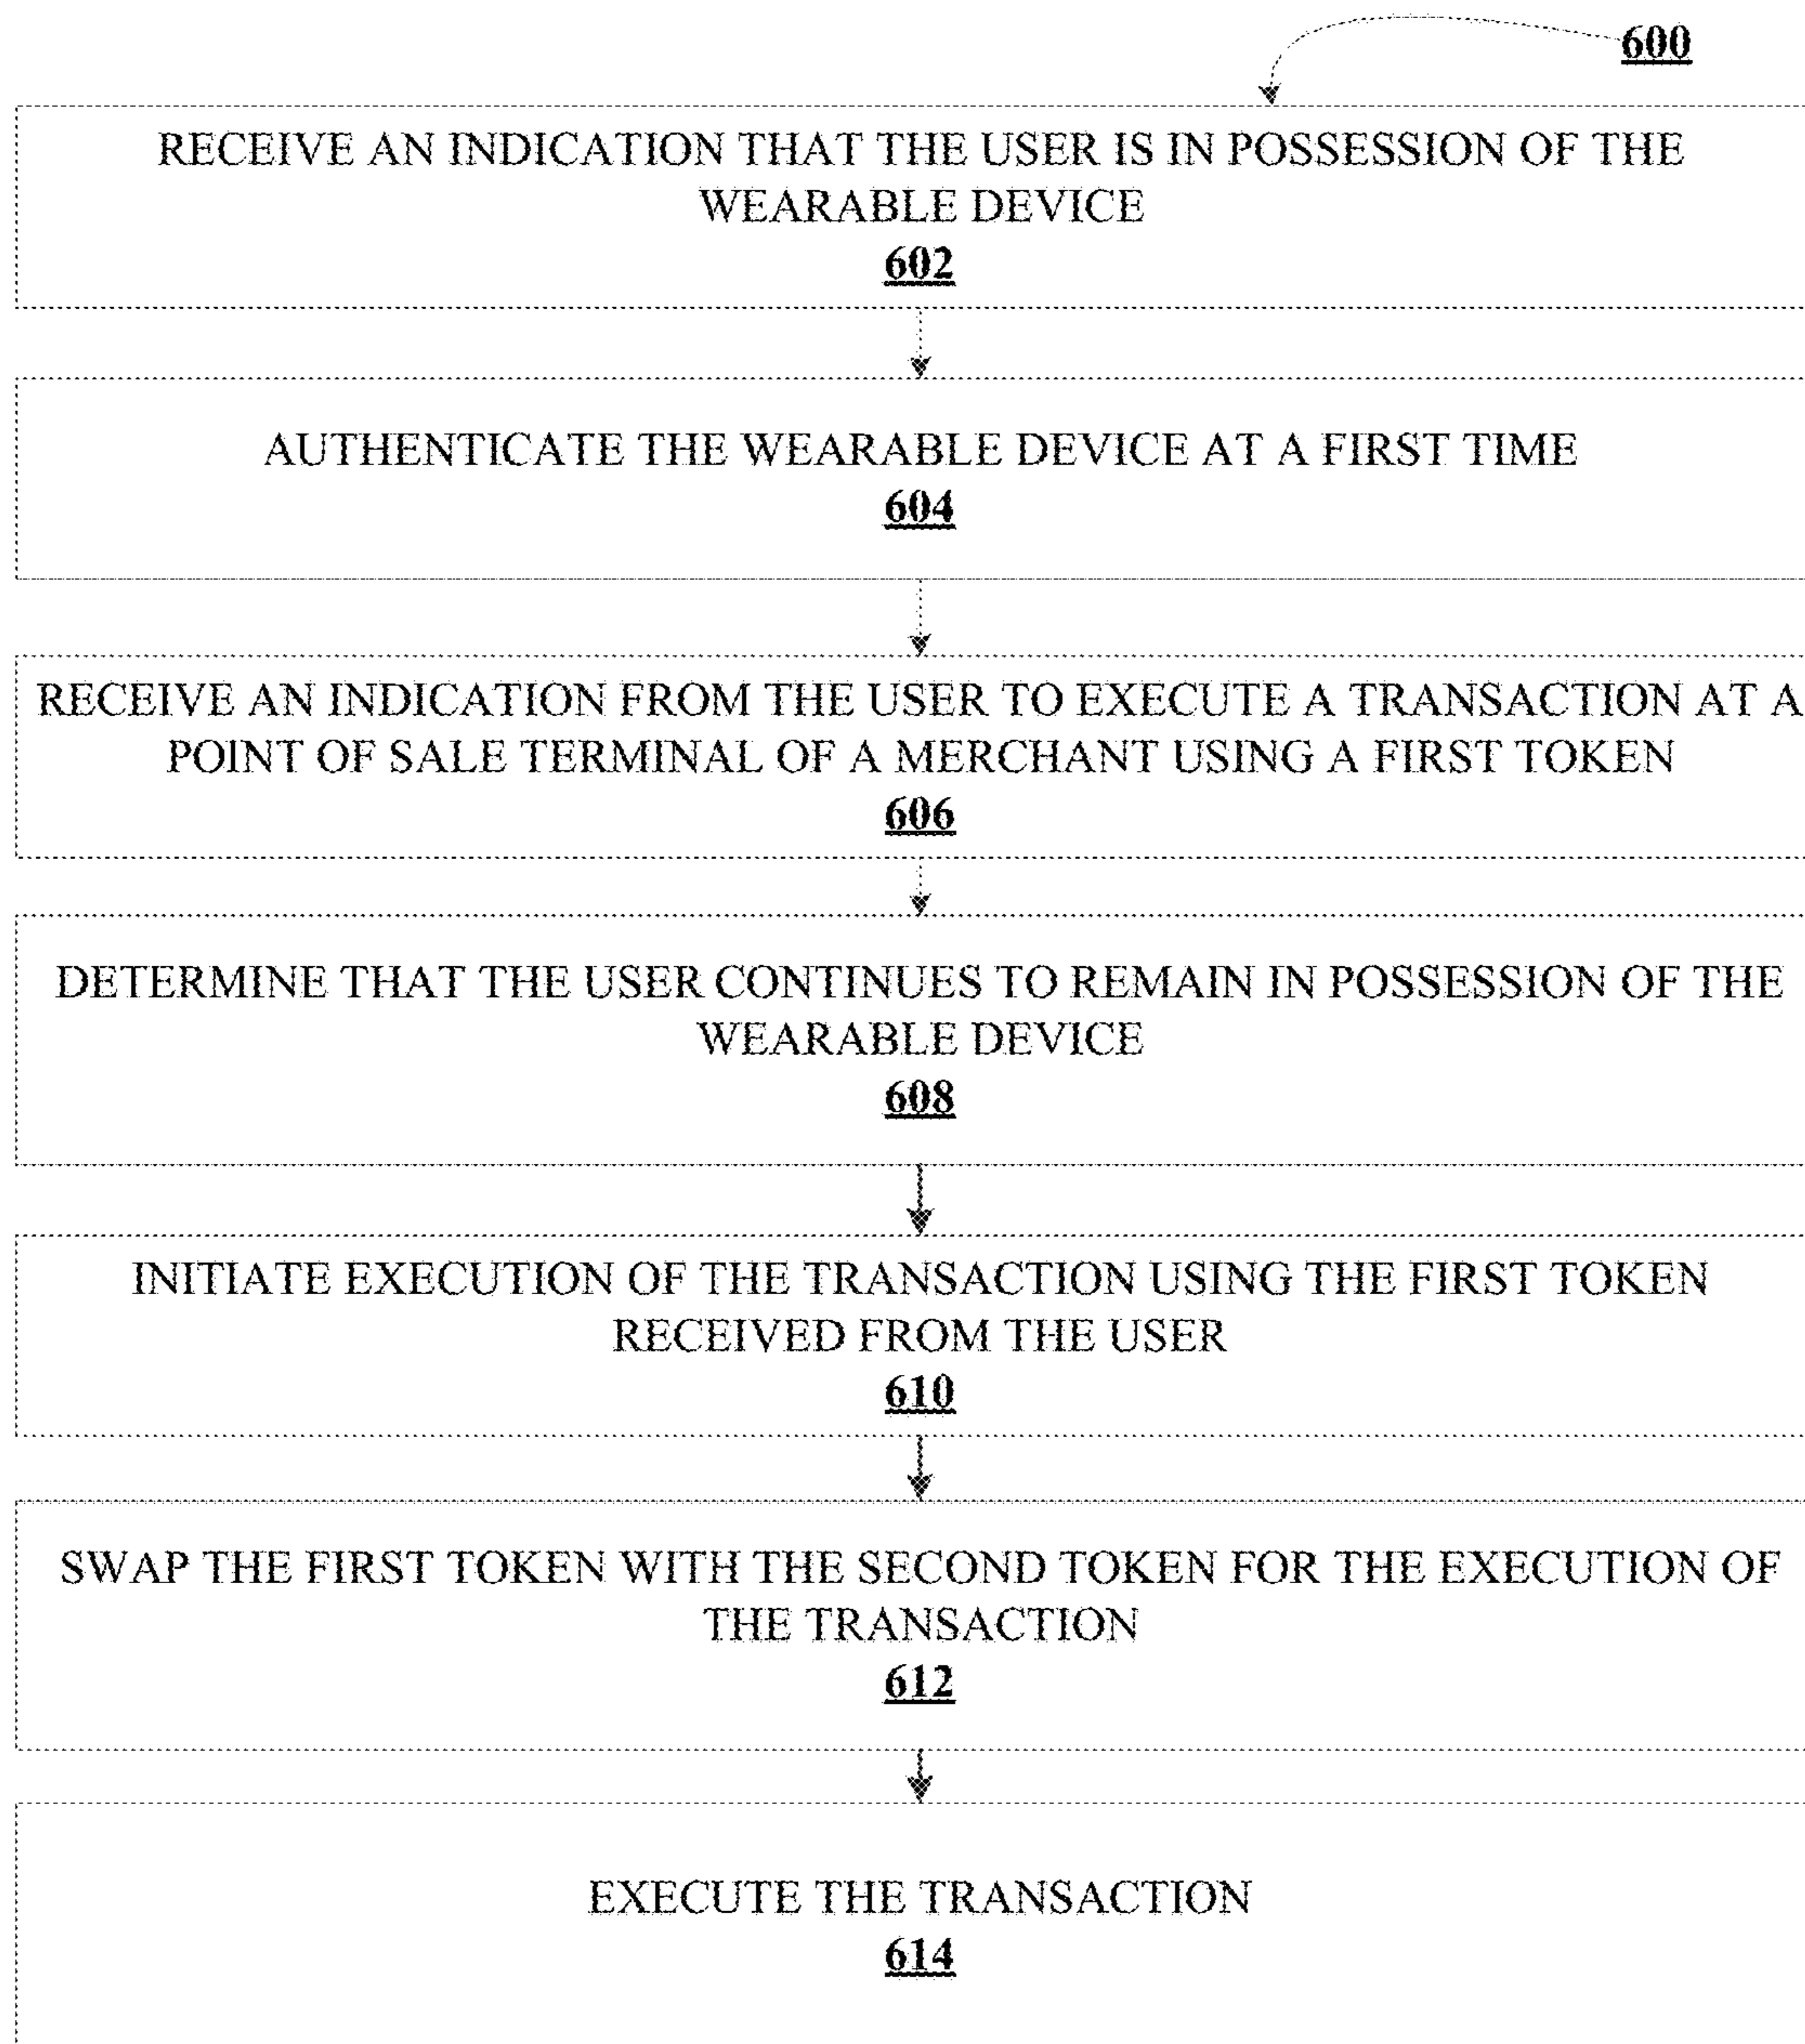 600
RECEIVE AN INDICATION THAT THE USER IS IN POSSESSION OF THE
WEARABLE DEVICE
602
AUTHENTICATE THE WEARABLE DEVICE AT A FIRST TIME
604
RECEIVE AN INDICATION FROM THE USER TO EXECUTE A TRANSACTION AT A
POINT OF SALE TERMINAL OF A MERCHANT USING A FIRST TOKEN
606
DETERMINE THAT THE USER CONTINUES TO REMAIN IN POSSESSION OF THE
WEARABLE DEVICE
608
INITIATE EXECUTION OF THE TRANSACTION USING THE FIRST TOKEN
RECEIVED FROM THE USER
610
SWAP THE FIRST TOKEN WITH THE SECOND TOKEN FOR THE EXECUTION OF
THE TRANSACTION
612
EXECUTE THE TRANSACTION
614